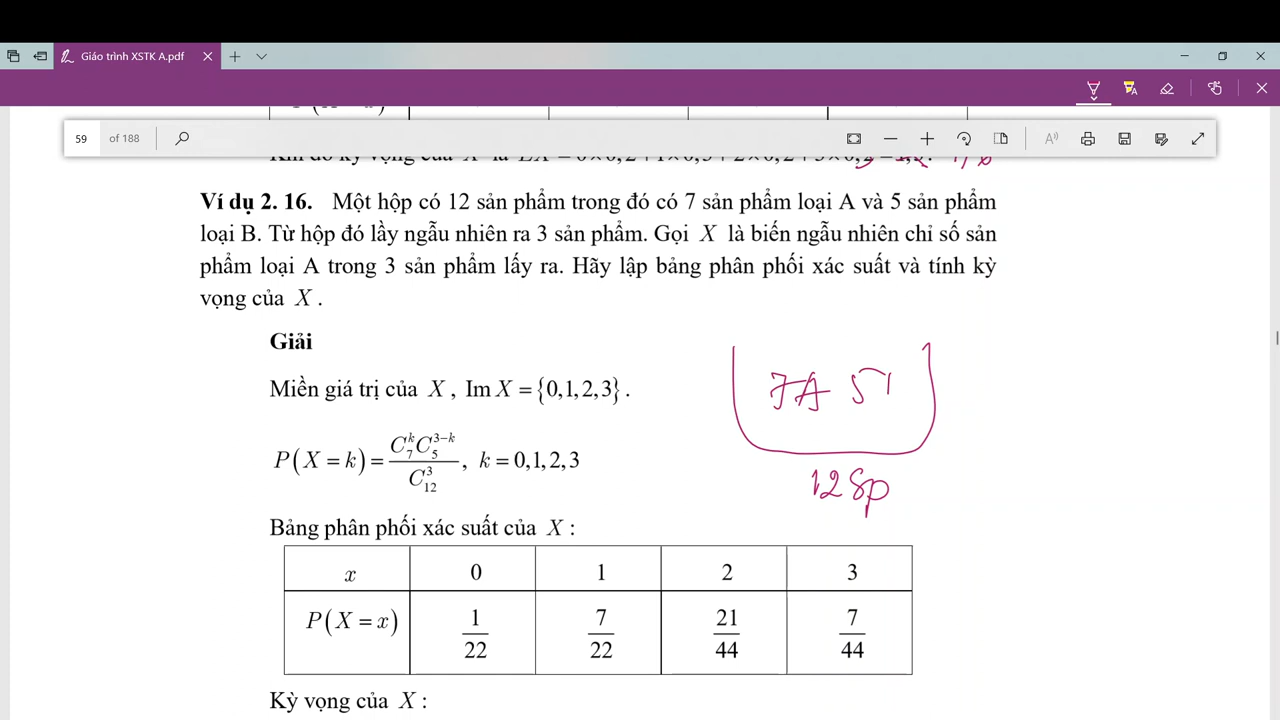 Giáo trình XSTK A.pdf
59 of 188
Ví dụ 2. 16. Một hộp có 12 sản phẩm trong đó có 7 sản phẩm loại A và 5 sản phẩm
loại B. Từ hộp đó lầy ngẫu nhiên ra 3 sản phẩm. Gọi X là biến ngẫu nhiên chỉ số sản
phẩm loại A trong 3 sản phẩm lấy ra. Hãy lập bảng phân phối xác suất và tính kỳ
vọng của X .
Giải
Miền giá trị của X , Im X = {0,1,2,3} .
7A 5
P(X = k) = C_7^k C_5^{3-k} / C_12^3 , k = 0,1,2,3
12 sp
Bảng phân phối xác suất của X :
x 0 1 2 3
P(X = x) 1/22 7/22 21/44 7/44
Kỳ vọng của X :